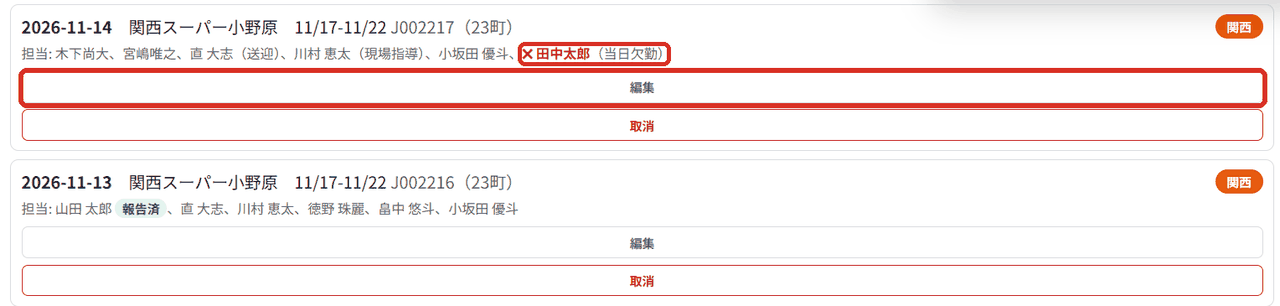 2026-11-14 関西スーパー小野原 11/17-11/22 J002217（23町） 関西
担当: 木下尚大、宮嶋唯之、直 大志（送迎）、川村 恵太（現場指導）、小坂田 優斗、❌ 田中太郎（当日欠勤）
編集
取消
2026-11-13 関西スーパー小野原 11/17-11/22 J002216（23町） 関西
担当: 山田 太郎 報告済 、直 大志、川村 恵太、徳野 珠麗、畠中 悠斗、小坂田 優斗
編集
取消